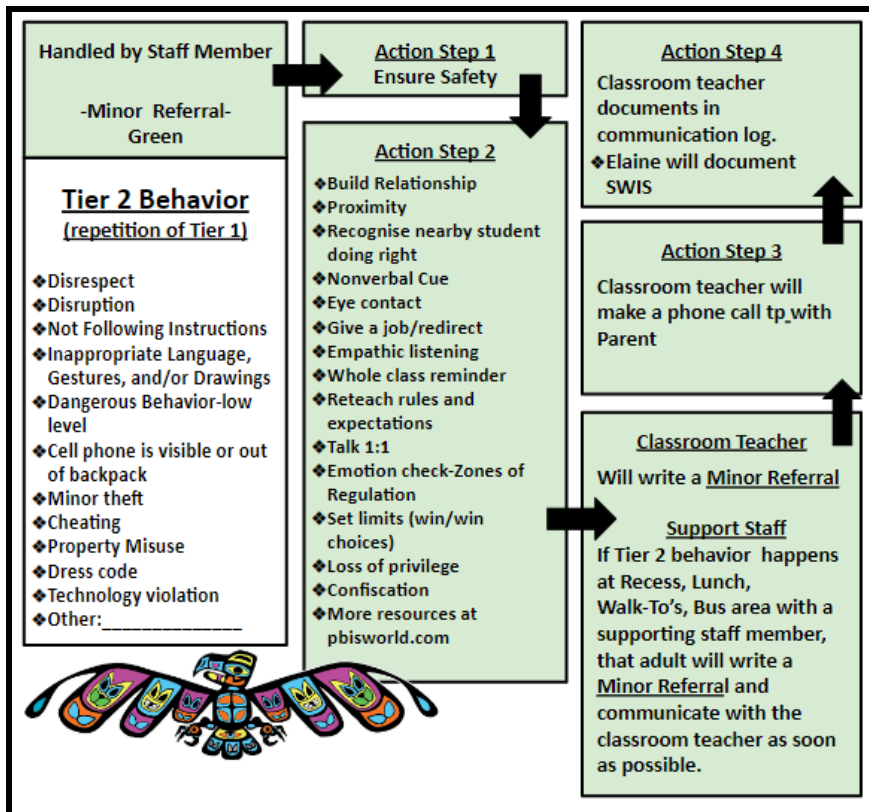 Handled by Staff Member
-Minor Referral-
Green
Tier 2 Behavior
(repetition of Tier 1)
❖Disrespect
❖Disruption
❖Not Following Instructions
❖Inappropriate Language,
Gestures, and/or Drawings
❖Dangerous Behavior-low
level
❖Cell phone is visible or out
of backpack
❖Minor theft
❖Cheating
❖Property Misuse
❖Dress code
❖Technology violation
❖Other:______________
Action Step 1
Ensure Safety
Action Step 2
❖Build Relationship
❖Proximity
❖Recognise nearby student
doing right
❖Nonverbal Cue
❖Eye contact
❖Give a job/redirect
❖Empathic listening
❖Whole class reminder
❖Reteach rules and
expectations
❖Talk 1:1
❖Emotion check-Zones of
Regulation
❖Set limits (win/win
choices)
❖Loss of privilege
❖Confiscation
❖More resources at
pbisworld.com
Classroom Teacher
Will write a Minor Referral
Support Staff
If Tier 2 behavior happens
at Recess, Lunch,
Walk-To's, Bus area with a
supporting staff member,
that adult will write a
Minor Referral and
communicate with the
classroom teacher as soon
as possible.
Action Step 3
Classroom teacher will
make a phone call tp with
Parent
Action Step 4
Classroom teacher
documents in
communication log.
❖Elaine will document
SWIS